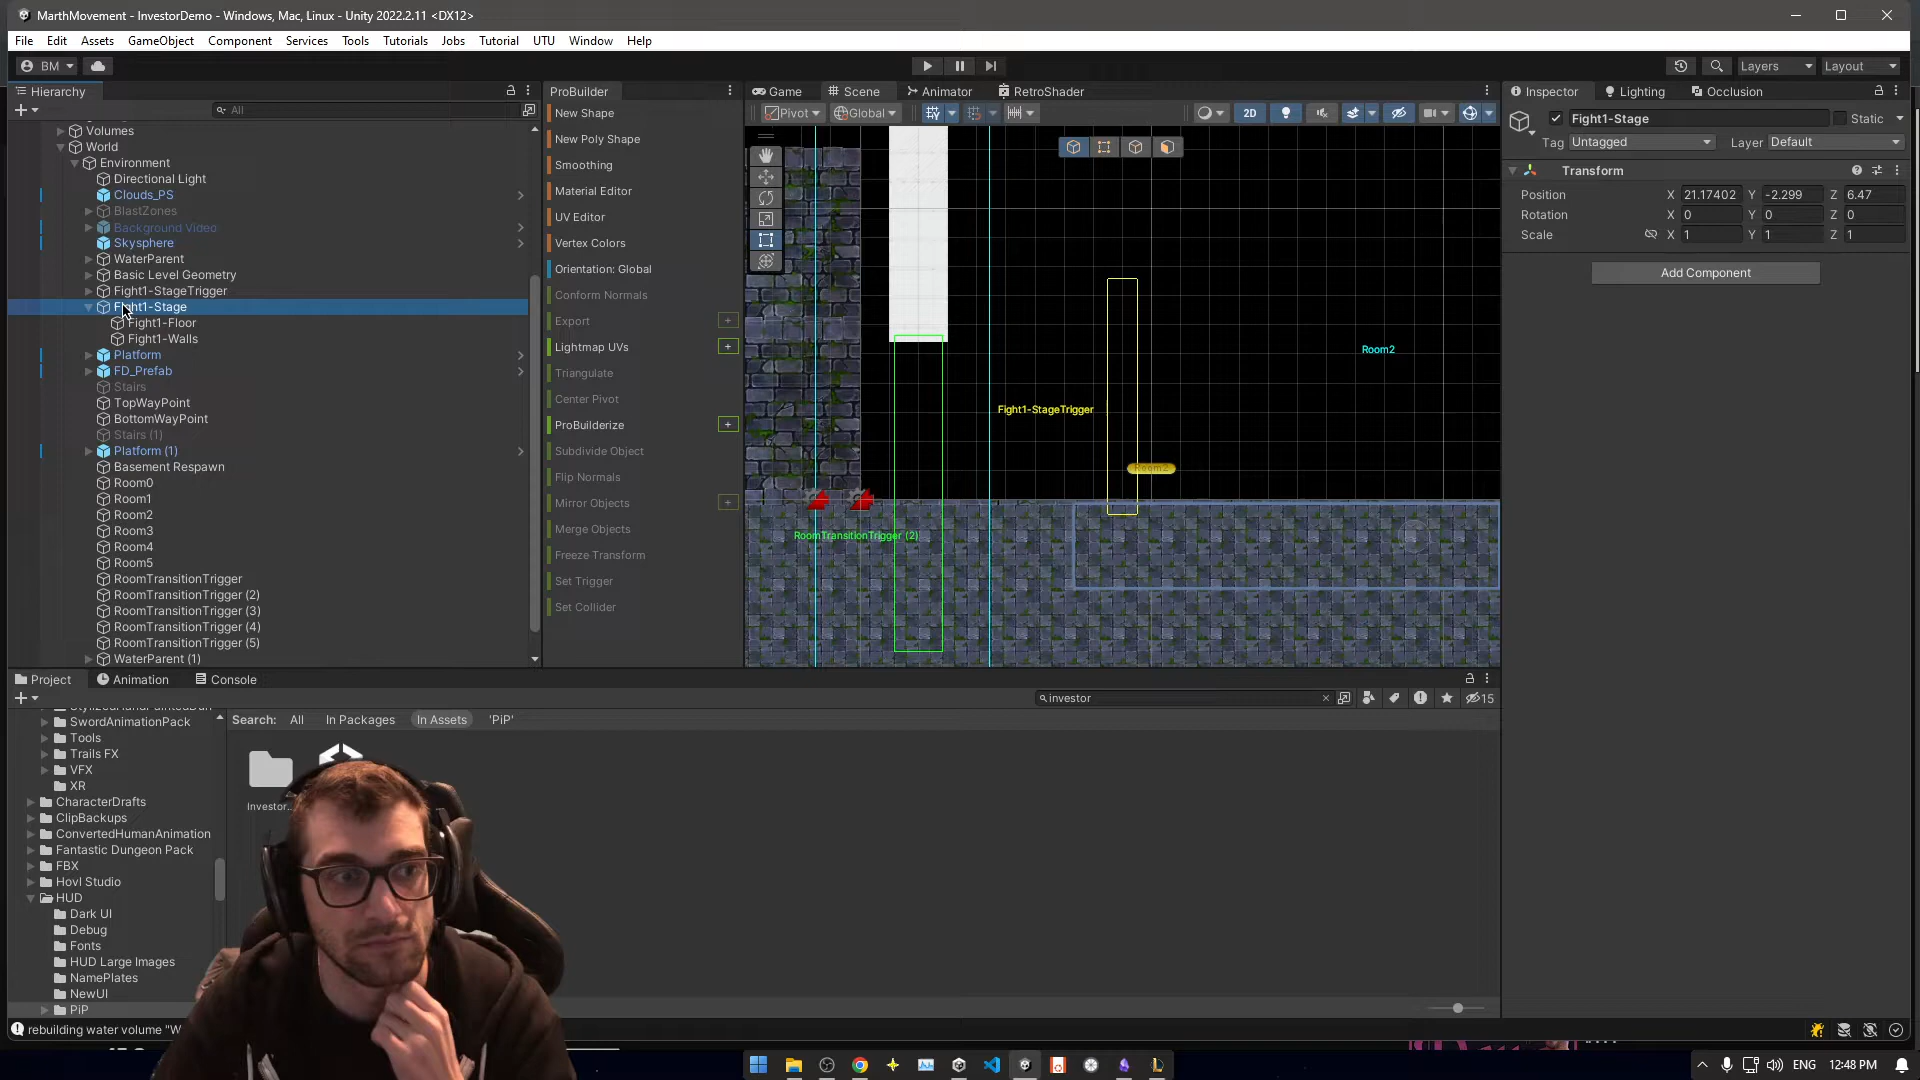 MarthMovement - InvestorDemo - Windows, Mac, Linux - Unity 2022.2.11 <DX12>
File Edit Assets GameObject Component Services Tools Tutorials Jobs Tutorial UTU Window Help
BM Layers Layout
Hierarchy
All
Volumes
World
Environment
Directional Light
Clouds_PS
BlastZones
Background Video
Skysphere
WaterParent
Basic Level Geometry
Fight1-StageTrigger
Fight1-Stage
Fight1-Floor
Fight1-Walls
Platform
FD_Prefab
Stairs
TopWayPoint
BottomWayPoint
Stairs (1)
Platform (1)
Basement Respawn
Room0
Room1
Room2
Room3
Room4
Room5
RoomTransitionTrigger
RoomTransitionTrigger (2)
RoomTransitionTrigger (3)
RoomTransitionTrigger (4)
RoomTransitionTrigger (5)
WaterParent (1)
ProBuilder
New Shape
New Poly Shape
Smoothing
Material Editor
UV Editor
Vertex Colors
Orientation: Global
Conform Normals
Export
Lightmap UVs
Triangulate
Center Pivot
ProBuilderize
Subdivide Object
Flip Normals
Mirror Objects
Merge Objects
Freeze Transform
Set Trigger
Set Collider
Game Scene Animator RetroShader
Pivot Global 2D
Room2
Fight1-StageTrigger
Room2
RoomTransitionTrigger (2)
Inspector Lighting Occlusion
Fight1-Stage Static
Tag Untagged Layer Default
Transform
Position X 21.17402 Y -2.299 Z 6.47
Rotation X 0 Y 0 Z 0
Scale X 1 Y 1 Z 1
Add Component
Project Animation Console
investor 15
Search: All In Packages In Assets 'PiP'
SwordAnimationPack
Tools
Trails FX
VFX
XR
CharacterDrafts
ClipBackups
ConvertedHumanAnimation
Fantastic Dungeon Pack
FBX
Hovl Studio
HUD
Dark UI
Debug
Fonts
HUD Large Images
NamePlates
NewUI
PiP
Investor...
rebuilding water volume "W
ENG 12:48 PM